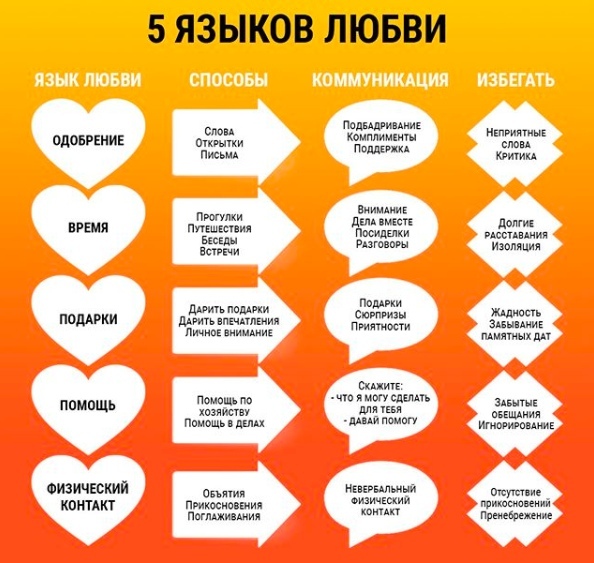 5 ЯЗЫКОВ ЛЮБВИ
ЯЗЫК ЛЮБВИ
СПОСОБЫ
КОММУНИКАЦИЯ
ИЗБЕГАТЬ
ОДОБРЕНИЕ
Слова
Открытки
Письма
Подбадривание
Комплименты
Поддержка
Неприятные
слова
Критика
ВРЕМЯ
Прогулки
Путешествия
Беседы
Встречи
Внимание
Дела вместе
Посиделки
Разговоры
Долгие
расставания
Изоляция
ПОДАРКИ
Дарить подарки
Дарить впечатления
Личное внимание
Подарки
Сюрпризы
Приятности
Жадность
Забывание
памятных дат
ПОМОЩЬ
Помощь по
хозяйству
Помощь в делах
Скажите:
- что я могу сделать
для тебя
- давай помогу
Забытые
обещания
Игнорирование
ФИЗИЧЕСКИЙ
КОНТАКТ
Объятия
Прикосновения
Поглаживания
Невербальный
физический
контакт
Отсутствие
прикосновений
Пренебрежение